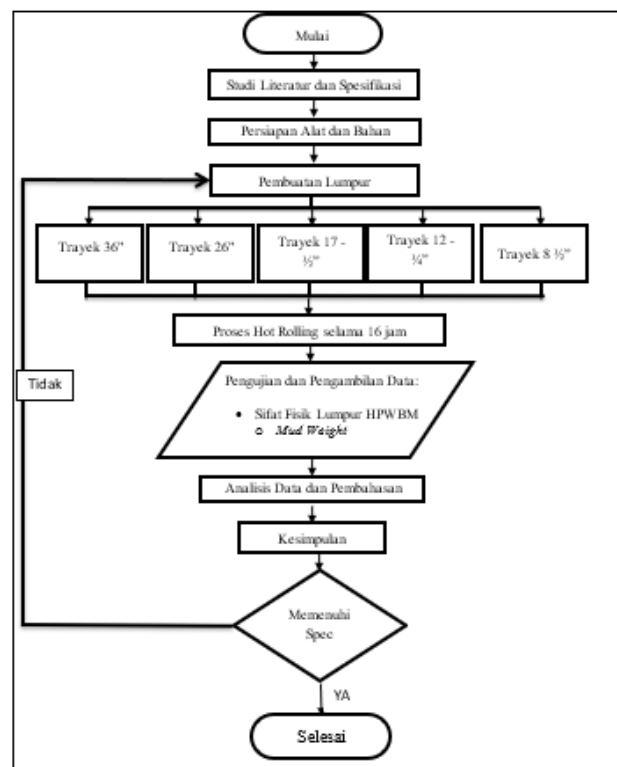 Mulai
Studi Literatur dan Spesifikasi
Persiapan Alat dan Bahan
Pembuatan Lumpur
Trayek 36”
Trayek 26”
Trayek 17 -
½”
Trayek 12 -
¼”
Trayek 8 ½”
Proses Hot Rolling selama 16 jam
Tidak
Pengujian dan Pengambilan Data:
• Sifat Fisik Lumpur HPWBM
o Mud Weight
Analisis Data dan Pembahasan
Kesimpulan
Memenuhi
Spec
YA
Selesai